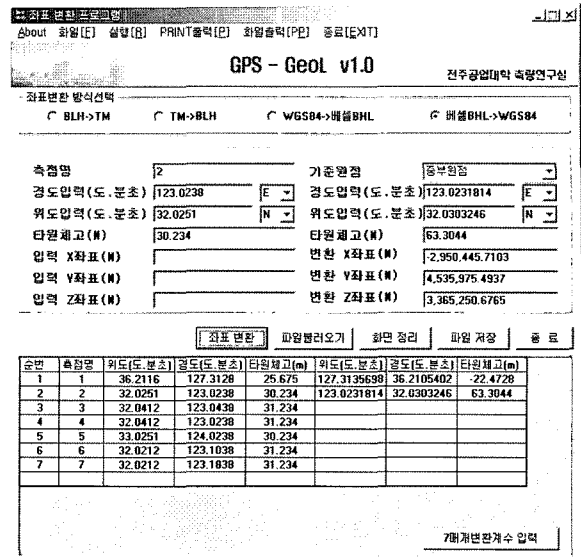 좌표 변환 프로그램
About 화일[F] 실행[R] PRINT출력[P] 화일출력[PP] 종료[EXIT]
GPS - GeoL v1.0
전주공업대학 측량연구실
좌표변환 방식선택
BLH->TM TM->BLH WGS84->베셀BHL 베셀BHL->WGS84
측점명 2 기준원점 중부원점
경도입력(도.분초) 123.0238 E 경도입력(도.분초) 123.0231814 E
위도입력(도.분초) 32.0251 N 위도입력(도.분초) 32.0303246 N
타원체고(M) 30.234 타원체고(M) 63.3044
입력 X좌표(M) 변환 X좌표(M) -2,950,445.7103
입력 Y좌표(M) 변환 Y좌표(M) 4,535,975.4937
입력 Z좌표(M) 변환 Z좌표(M) 3,365,250.6765
좌표 변환 파일불러오기 화면 정리 파일 저장 종 료
순번 측점명 위도(도.분초) 경도(도.분초) 타원체고(m) 위도(도.분초) 경도(도.분초) 타원체고(m)
1 1 36.2116 127.3128 25.675 127.3135698 36.2105402 -22.4728
2 2 32.0251 123.0238 30.234 123.0231814 32.0303246 63.3044
3 3 32.0412 123.0438 31.234
4 4 32.0412 123.0238 31.234
5 5 33.0251 124.0238 30.234
6 6 32.0212 123.1038 31.234
7 7 32.0212 123.1838 31.234
7매개변환계수 입력